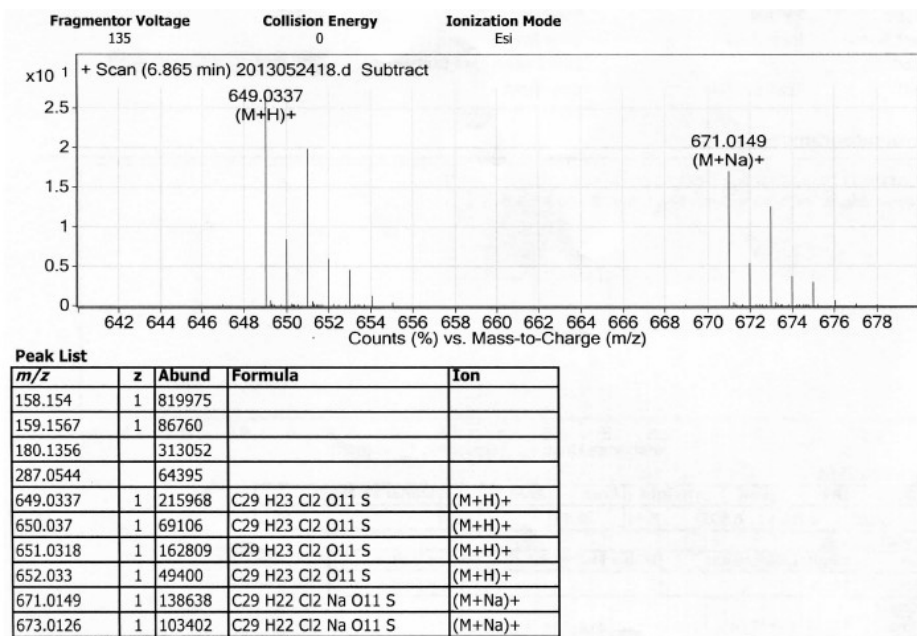 Fragmentor Voltage Collision Energy Ionization Mode
135 0 Esi
x10 1 + Scan (6.865 min) 2013052418.d Subtract
649.0337
(M+H)+
671.0149
(M+Na)+
2.5
2
1.5
1
0.5
0
642 644 646 648 650 652 654 656 658 660 662 664 666 668 670 672 674 676 678
Counts (%) vs. Mass-to-Charge (m/z)
Peak List
m/z z Abund Formula Ion
158.154 1 819975
159.1567 1 86760
180.1356 313052
287.0544 64395
649.0337 1 215968 C29 H23 Cl2 O11 S (M+H)+
650.037 1 69106 C29 H23 Cl2 O11 S (M+H)+
651.0318 1 162809 C29 H23 Cl2 O11 S (M+H)+
652.033 1 49400 C29 H23 Cl2 O11 S (M+H)+
671.0149 1 138638 C29 H22 Cl2 Na O11 S (M+Na)+
673.0126 1 103402 C29 H22 Cl2 Na O11 S (M+Na)+